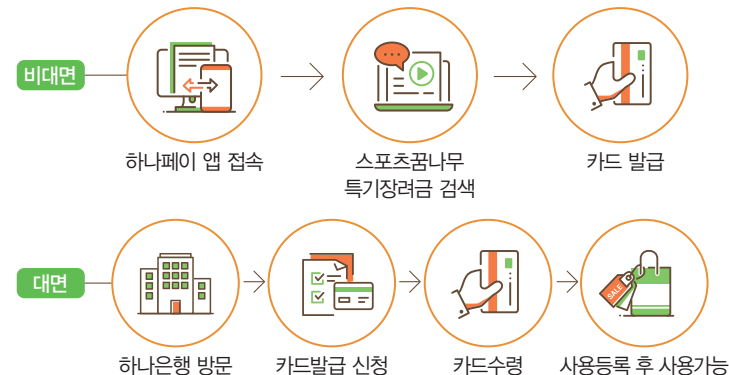 비대면
하나페이 앱 접속
스포츠꿈나무
특기장려금 검색
카드 발급
대면
SALE
하나은행 방문
카드발급 신청
카드수령
사용등록 후 사용가능